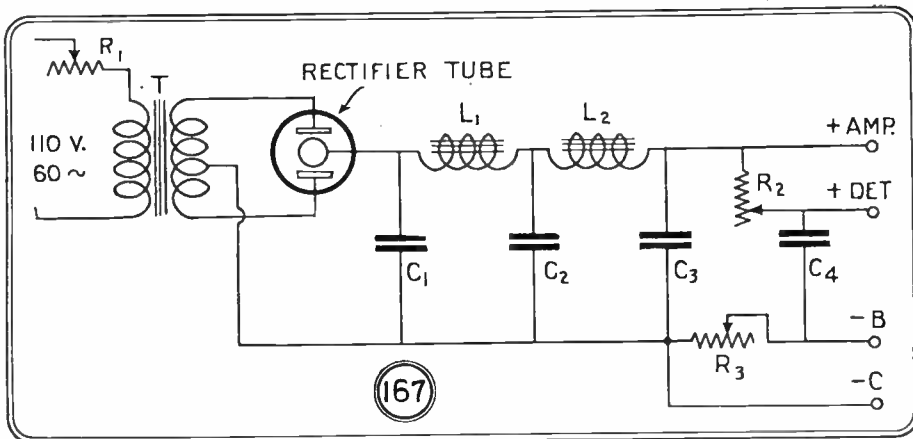 R1
T
RECTIFIER TUBE
L1
L2
+ AMP.
110 V.
60 ~
R2
+ DET
C1
C2
C3
C4
- B
R3
- C
167